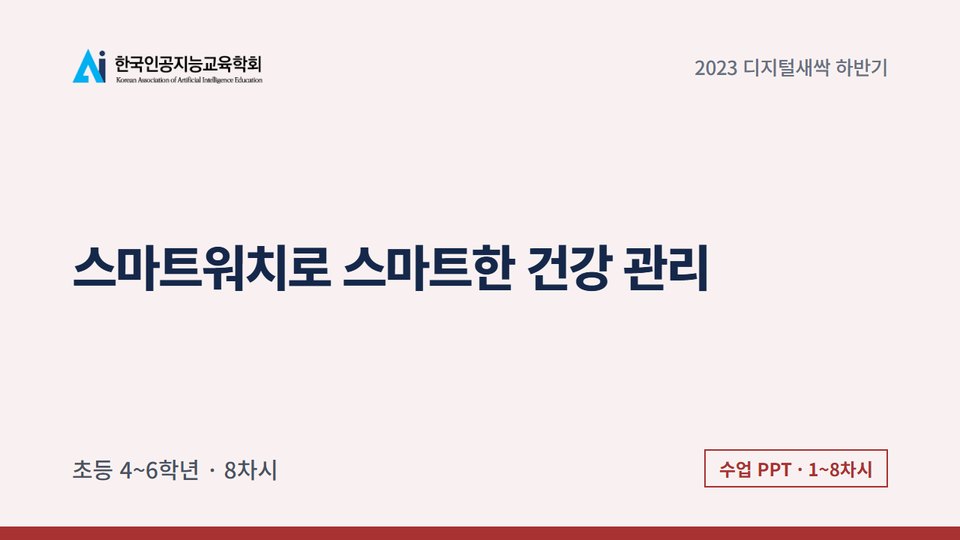 한국인공지능교육학회
Korean Association of Artificial Intelligence Education
2023 디지털새싹 하반기
스마트워치로 스마트한 건강 관리
초등 4~6학년 · 8차시
수업 PPT · 1~8차시